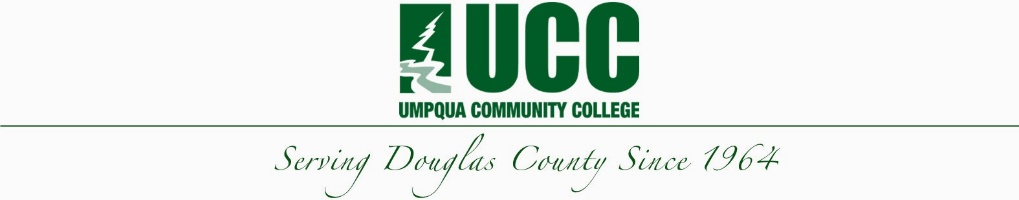 UCC
UMPQUA COMMUNITY COLLEGE
Serving Douglas County Since 1964